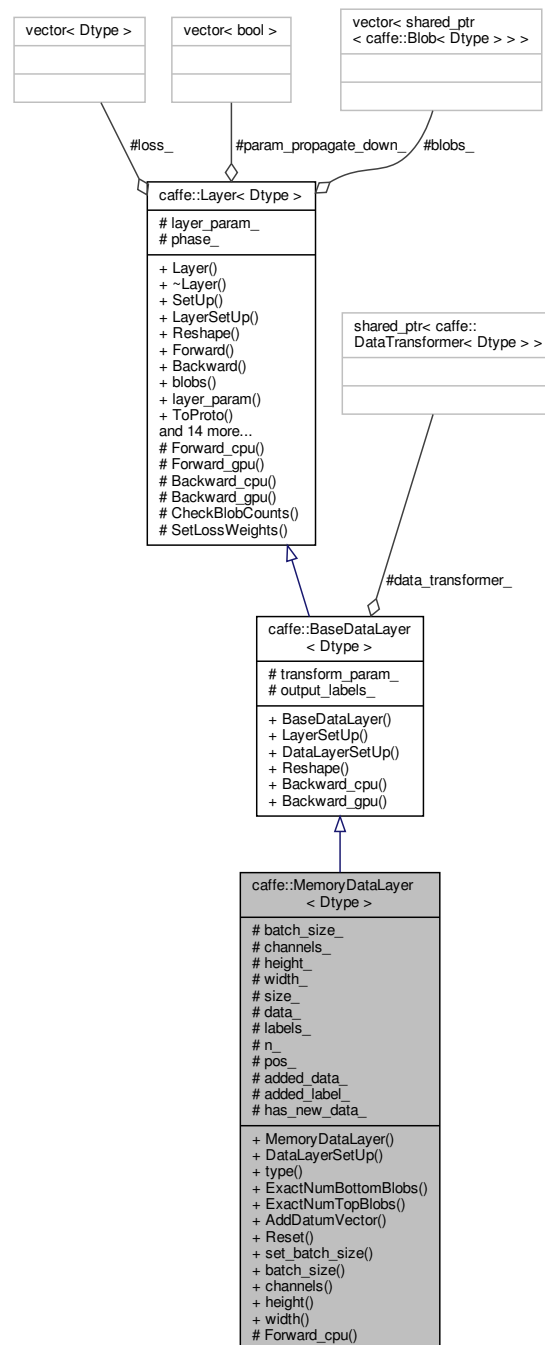 vector< Dtype >
vector< bool >
vector< shared_ptr
< caffe::Blob< Dtype > > >
#loss_
#param_propagate_down_
#blobs_
caffe::Layer< Dtype >
# layer_param_
# phase_
+ Layer()
+ ~Layer()
+ SetUp()
+ LayerSetUp()
+ Reshape()
+ Forward()
+ Backward()
+ blobs()
+ layer_param()
+ ToProto()
and 14 more...
# Forward_cpu()
# Forward_gpu()
# Backward_cpu()
# Backward_gpu()
# CheckBlobCounts()
# SetLossWeights()
shared_ptr< caffe::
DataTransformer< Dtype > >
#data_transformer_
caffe::BaseDataLayer
< Dtype >
# transform_param_
# output_labels_
+ BaseDataLayer()
+ LayerSetUp()
+ DataLayerSetUp()
+ Reshape()
+ Backward_cpu()
+ Backward_gpu()
caffe::MemoryDataLayer
< Dtype >
# batch_size_
# channels_
# height_
# width_
# size_
# data_
# labels_
# n_
# pos_
# added_data_
# added_label_
# has_new_data_
+ MemoryDataLayer()
+ DataLayerSetUp()
+ type()
+ ExactNumBottomBlobs()
+ ExactNumTopBlobs()
+ AddDatumVector()
+ Reset()
+ set_batch_size()
+ batch_size()
+ channels()
+ height()
+ width()
# Forward_cpu()